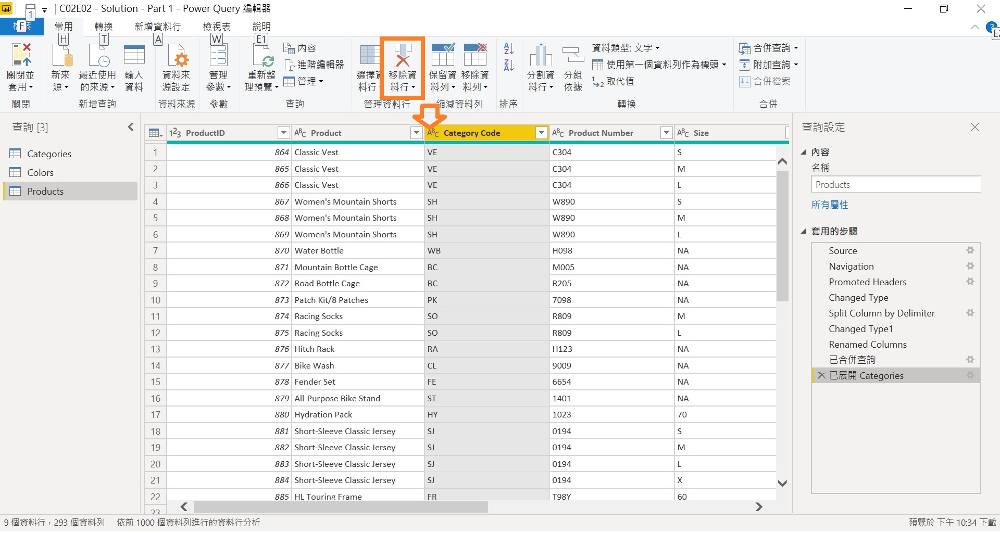 C02E02 - Solution - Part 1 - Power Query 編輯器
1
檔案 常用 轉換 新增資料行 檢視表 說明
F H T A W E1
關閉並套用 新來源 最近使用的來源 輸入資料 資料來源設定 管理參數 重新整理預覽
內容
進階編輯器
管理
選擇資料行 移除資料行 保留資料列 移除資料列
分割資料行 分組依據
資料類型: 文字
使用第一個資料列作為標頭
1 2 取代值
合併查詢
附加查詢
合併檔案
關閉 新增查詢 資料來源 參數 查詢 管理資料行 縮減資料列 排序 轉換 合併
查詢 [3]
Categories
Colors
Products
123 ProductID ABC Product ABC Category Code ABC Product Number ABC Size
1 864 Classic Vest VE C304 S
2 865 Classic Vest VE C304 M
3 866 Classic Vest VE C304 L
4 867 Women's Mountain Shorts SH W890 S
5 868 Women's Mountain Shorts SH W890 M
6 869 Women's Mountain Shorts SH W890 L
7 870 Water Bottle WB H098 NA
8 871 Mountain Bottle Cage BC M005 NA
9 872 Road Bottle Cage BC R205 NA
10 873 Patch Kit/8 Patches PK 7098 NA
11 874 Racing Socks SO R809 M
12 875 Racing Socks SO R809 L
13 876 Hitch Rack RA H123 NA
14 877 Bike Wash CL 9009 NA
15 878 Fender Set FE 6654 NA
16 879 All-Purpose Bike Stand ST 1401 NA
17 880 Hydration Pack HY 1023 70
18 881 Short-Sleeve Classic Jersey SJ 0194 S
19 882 Short-Sleeve Classic Jersey SJ 0194 M
20 883 Short-Sleeve Classic Jersey SJ 0194 L
21 884 Short-Sleeve Classic Jersey SJ 0194 X
22 885 HL Touring Frame FR T98Y 60
23
查詢設定
內容
名稱
Products
所有屬性
套用的步驟
Source
Navigation
Promoted Headers
Changed Type
Split Column by Delimiter
Changed Type1
Renamed Columns
已合併查詢
已展開 Categories
9 個資料行，293 個資料列 依前 1000 個資料列進行的資料行分析
預覽於 下午 10:34 下載